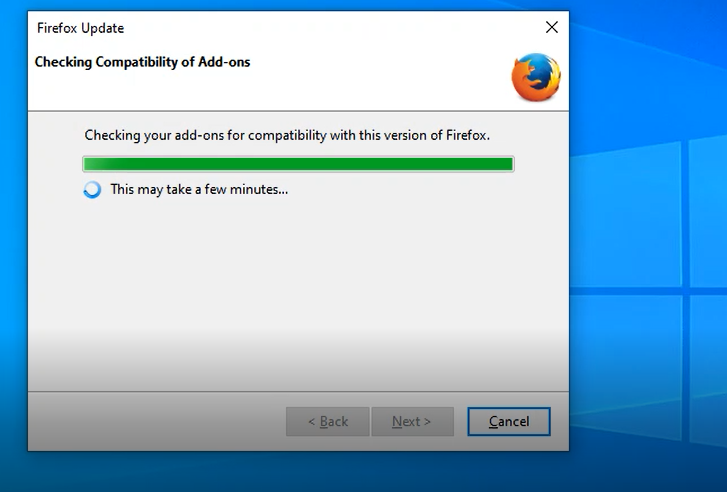 Firefox Update
Checking Compatibility of Add-ons
Checking your add-ons for compatibility with this version of Firefox.
This may take a few minutes...
< Back Next > Cancel